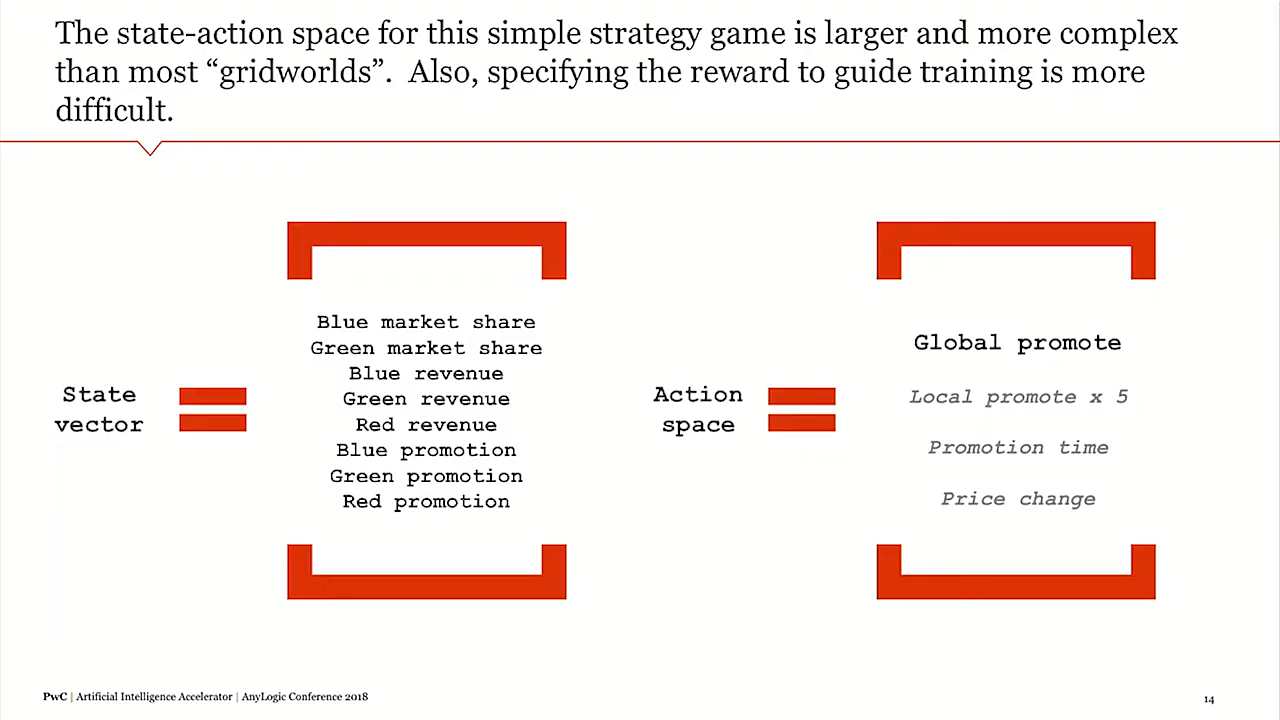 The state-action space for this simple strategy game is larger and more complex
than most “gridworlds”.  Also, specifying the reward to guide training is more
difficult.
State
vector
Blue market share
Green market share
Blue revenue
Green revenue
Red revenue
Blue promotion
Green promotion
Red promotion
Action
space
Global promote
Local promote x 5
Promotion time
Price change
PwC | Artificial Intelligence Accelerator | AnyLogic Conference 2018
14